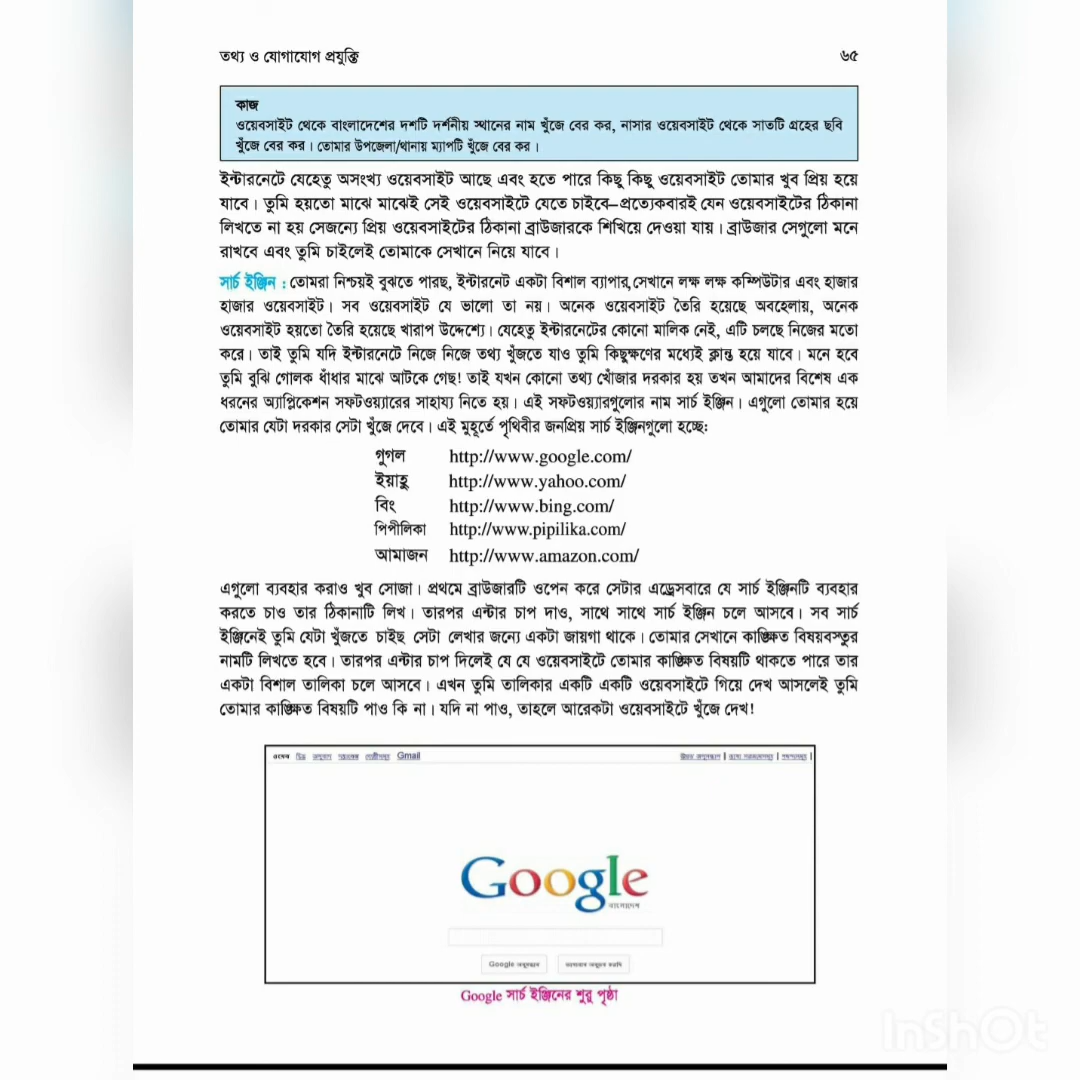 তথ্য ও যোগাযোগ প্রযুক্তি ৬৫
কাজ
ওয়েবসাইট থেকে বাংলাদেশের দশটি দর্শনীয় স্থানের নাম খুঁজে বের কর, নাসার ওয়েবসাইট থেকে সাতটি গ্রহের ছবি
খুঁজে বের কর। তোমার উপজেলা/থানায় ম্যাপটি খুঁজে বের কর।
ইন্টারনেটে যেহেতু অসংখ্য ওয়েবসাইট আছে এবং হতে পারে কিছু কিছু ওয়েবসাইট তোমার খুব প্রিয় হয়ে
যাবে। তুমি হয়তো মাঝে মাঝেই সেই ওয়েবসাইটে যেতে চাইবে–প্রত্যেকবারই যেন ওয়েবসাইটের ঠিকানা
লিখতে না হয় সেজন্যে প্রিয় ওয়েবসাইটের ঠিকানা ব্রাউজারকে শিখিয়ে দেওয়া যায়। ব্রাউজার সেগুলো মনে
রাখবে এবং তুমি চাইলেই তোমাকে সেখানে নিয়ে যাবে।
সার্চ ইঞ্জিন : তোমরা নিশ্চয়ই বুঝতে পারছ, ইন্টারনেট একটা বিশাল ব্যাপার, সেখানে লক্ষ লক্ষ কম্পিউটার এবং হাজার
হাজার ওয়েবসাইট। সব ওয়েবসাইট যে ভালো তা নয়। অনেক ওয়েবসাইট তৈরি হয়েছে অবহেলায়, অনেক
ওয়েবসাইট হয়তো তৈরি হয়েছে খারাপ উদ্দেশ্যে। যেহেতু ইন্টারনেটের কোনো মালিক নেই, এটি চলছে নিজের মতো
করে। তাই তুমি যদি ইন্টারনেটে নিজে নিজে তথ্য খুঁজতে যাও তুমি কিছুক্ষণের মধ্যেই ক্লান্ত হয়ে যাবে। মনে হবে
তুমি বুঝি গোলক ধাঁধার মাঝে আটকে গেছ! তাই যখন কোনো তথ্য খোঁজার দরকার হয় তখন আমাদের বিশেষ এক
ধরনের অ্যাপ্লিকেশন সফটওয়্যারের সাহায্য নিতে হয়। এই সফটওয়্যারগুলোর নাম সার্চ ইঞ্জিন। এগুলো তোমার হয়ে
তোমার যেটা দরকার সেটা খুঁজে দেবে। এই মুহূর্তে পৃথিবীর জনপ্রিয় সার্চ ইঞ্জিনগুলো হচ্ছে:
গুগল http://www.google.com/
ইয়াহু http://www.yahoo.com/
বিং http://www.bing.com/
পিপীলিকা http://www.pipilika.com/
আমাজন http://www.amazon.com/
এগুলো ব্যবহার করাও খুব সোজা। প্রথমে ব্রাউজারটি ওপেন করে সেটার এড্রেসবারে যে সার্চ ইঞ্জিনটি ব্যবহার
করতে চাও তার ঠিকানাটি লিখ। তারপর এন্টার চাপ দাও, সাথে সাথে সার্চ ইঞ্জিন চলে আসবে। সব সার্চ
ইঞ্জিনেই তুমি যেটা খুঁজতে চাইছ সেটা লেখার জন্যে একটা জায়গা থাকে। তোমার সেখানে কাঙ্ক্ষিত বিষয়বস্তুর
নামটি লিখতে হবে। তারপর এন্টার চাপ দিলেই যে যে ওয়েবসাইটে তোমার কাঙ্ক্ষিত বিষয়টি থাকতে পারে তার
একটা বিশাল তালিকা চলে আসবে। এখন তুমি তালিকার একটি একটি ওয়েবসাইটে গিয়ে দেখ আসলেই তুমি
তোমার কাঙ্ক্ষিত বিষয়টি পাও কি না। যদি না পাও, তাহলে আরেকটা ওয়েবসাইটে খুঁজে দেখ!
Gmail
Google
বাংলাদেশ
Google
Google সার্চ ইঞ্জিনের শুরু পৃষ্ঠা
InShOt